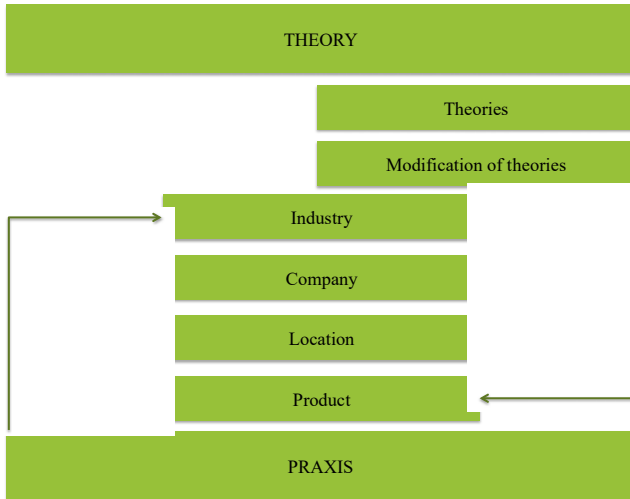 THEORY
Theories
Modification of theories
Industry
Company
Location
Product
PRAXIS